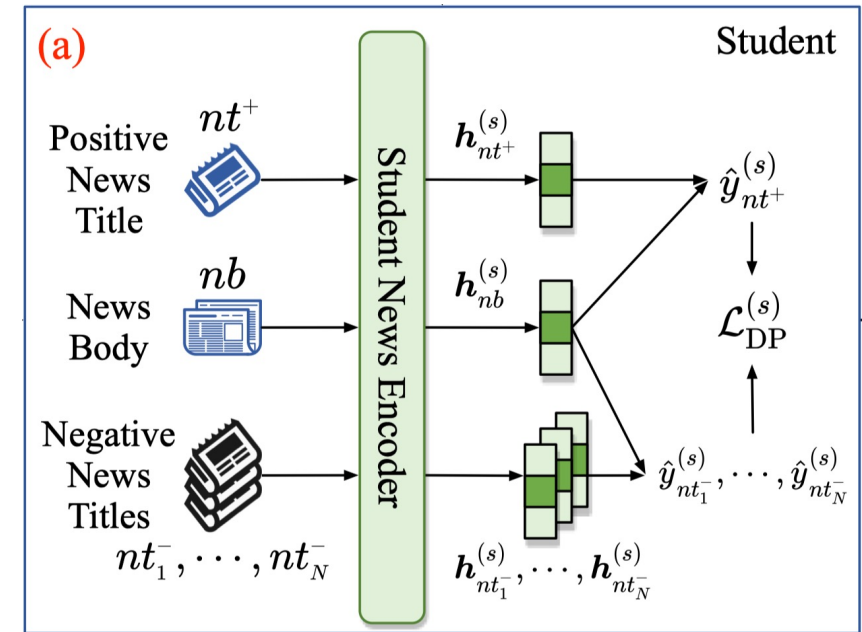 (a)
Student
Positive
News
Title
nt⁺
Student News Encoder
h_{nt⁺}^{(s)}
ŷ_{nt⁺}^{(s)}
News
Body
nb
h_{nb}^{(s)}
ℒ_{DP}^{(s)}
Negative
News
Titles
nt₁⁻, ⋯, nt_N⁻
h_{nt₁⁻}^{(s)}, ⋯, h_{nt_N⁻}^{(s)}
ŷ_{nt₁⁻}^{(s)}, ⋯, ŷ_{nt_N⁻}^{(s)}